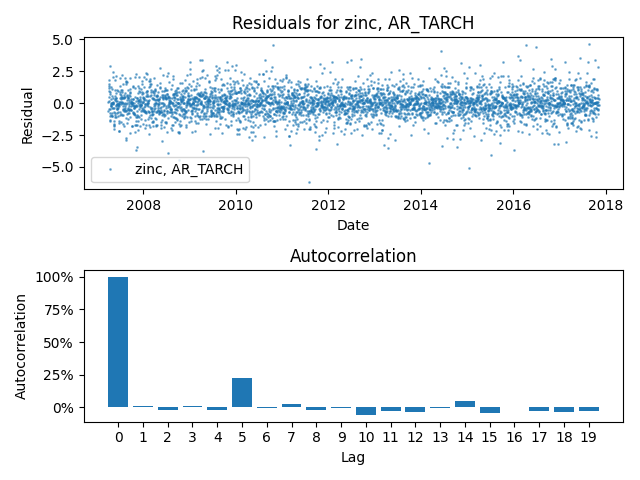 Residuals for zinc, AR_TARCH
5.0
2.5
0.0
−2.5
−5.0
Residual
zinc, AR_TARCH
2008 2010 2012 2014 2016 2018
Date
Autocorrelation
100%
75%
50%
25%
0%
Autocorrelation
0 1 2 3 4 5 6 7 8 9 10 11 12 13 14 15 16 17 18 19
Lag